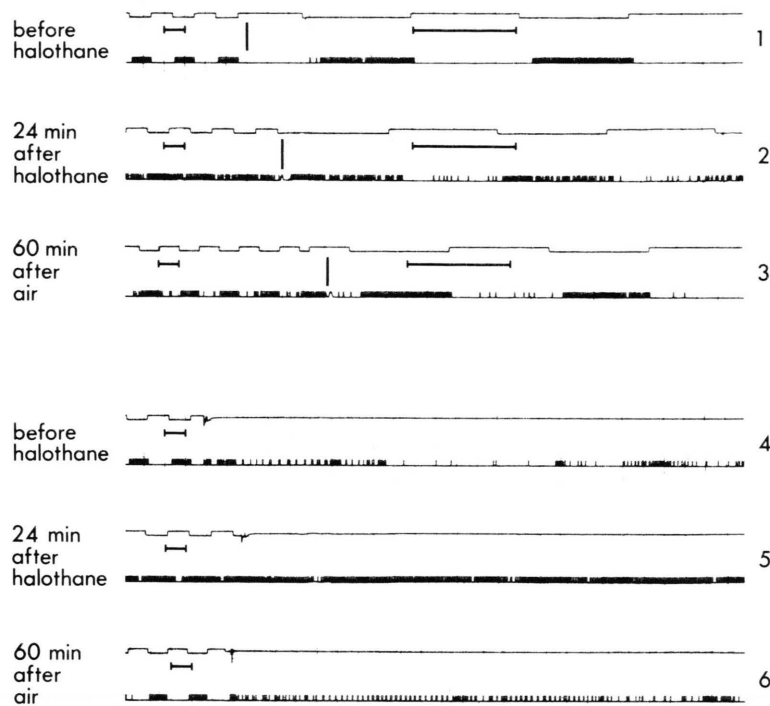 before
halothane
1
24 min
after
halothane
2
60 min
after
air
3
before
halothane
4
24 min
after
halothane
5
60 min
after
air
6